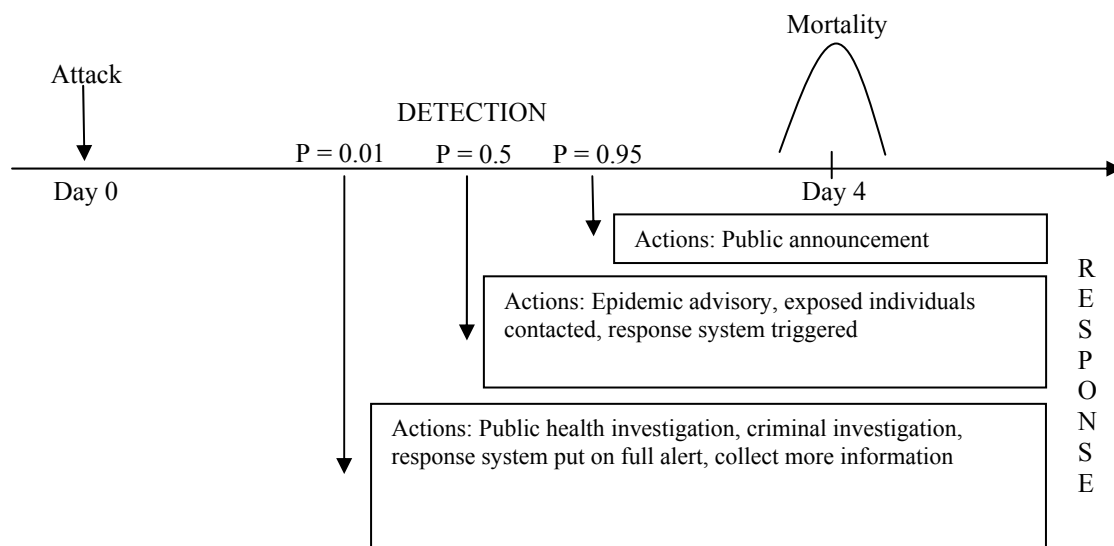 Mortality
Attack
DETECTION
P = 0.01
P = 0.5
P = 0.95
Day 0
Day 4
Actions: Public announcement
Actions: Epidemic advisory, exposed individuals
contacted, response system triggered
Actions: Public health investigation, criminal investigation,
response system put on full alert, collect more information
R
E
S
P
O
N
S
E